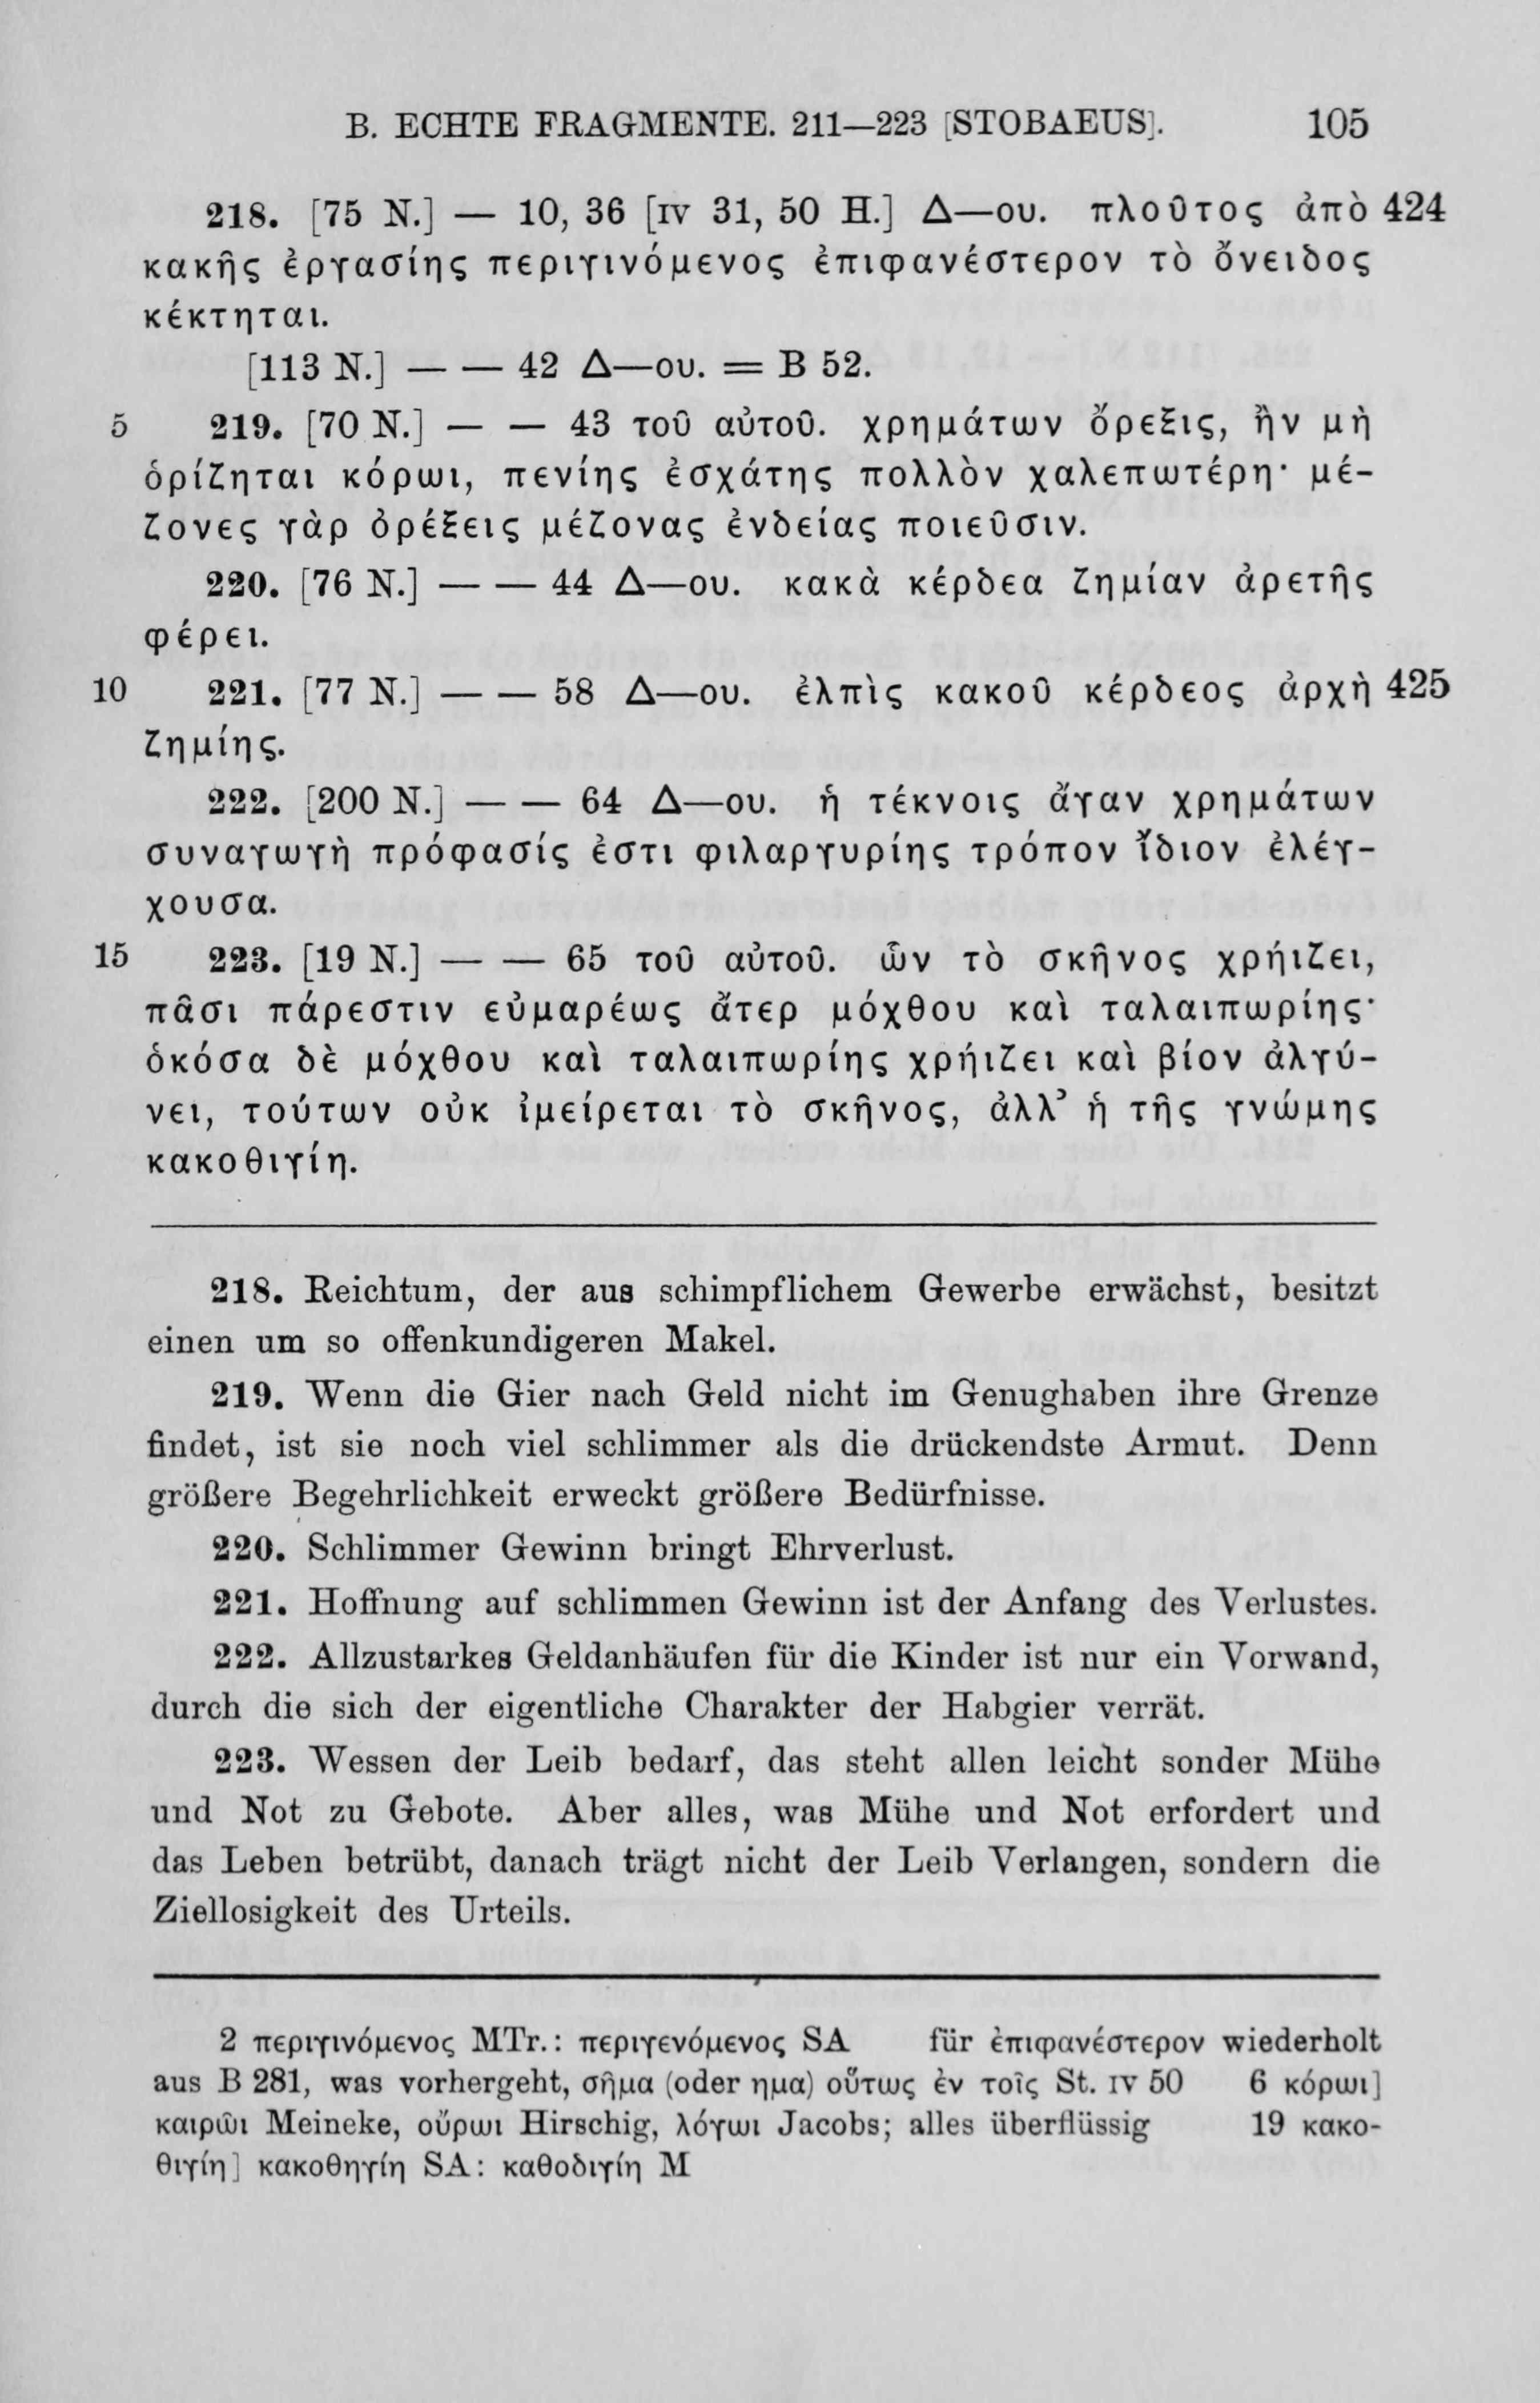 B. ECHTE FRAGMENTE. 211—223 [STOBAEUS]. 105
218. [75 N.] — 10, 36 [IV 31, 50 H.] Δ—ου. πλοῦτος ἀπὸ 424
κακῆς ἐργασίης περιγινόμενος ἐπιφανέστερον τὸ ὄνειδος
κέκτηται.
[113 N.] — — 42 Δ—ου. = B 52.
5 219. [70 N.] — — 43 τοῦ αὐτοῦ. χρημάτων ὄρεξις, ἢν μὴ
ὁρίζηται κόρωι, πενίης ἐσχάτης πολλὸν χαλεπωτέρη· μέ-
ζονες γὰρ ὀρέξεις μέζονας ἐνδείας ποιεῦσιν.
220. [76 N.] — — 44 Δ—ου. κακὰ κέρδεα ζημίαν ἀρετῆς
φέρει.
10 221. [77 N.] — — 58 Δ—ου. ἐλπὶς κακοῦ κέρδεος ἀρχὴ 425
ζημίης.
222. [200 N.] — — 64 Δ—ου. ἡ τέκνοις ἄγαν χρημάτων
συναγωγὴ πρόφασίς ἐστι φιλαργυρίης τρόπον ἴδιον ἐλέγ-
χουσα.
15 223. [19 N.] — — 65 τοῦ αὐτοῦ. ὧν τὸ σκῆνος χρήιζει,
πᾶσι πάρεστιν εὐμαρέως ἄτερ μόχθου καὶ ταλαιπωρίης·
ὁκόσα δὲ μόχθου καὶ ταλαιπωρίης χρήιζει καὶ βίον ἀλγύ-
νει, τούτων οὐκ ἱμείρεται τὸ σκῆνος, ἀλλ' ἡ τῆς γνώμης
κακοθιγίη.
218. Reichtum, der aus schimpflichem Gewerbe erwächst, besitzt
einen um so offenkundigeren Makel.
219. Wenn die Gier nach Geld nicht im Genughaben ihre Grenze
findet, ist sie noch viel schlimmer als die drückendste Armut. Denn
größere Begehrlichkeit erweckt größere Bedürfnisse.
220. Schlimmer Gewinn bringt Ehrverlust.
221. Hoffnung auf schlimmen Gewinn ist der Anfang des Verlustes.
222. Allzustarkes Geldanhäufen für die Kinder ist nur ein Vorwand,
durch die sich der eigentliche Charakter der Habgier verrät.
223. Wessen der Leib bedarf, das steht allen leicht sonder Mühe
und Not zu Gebote. Aber alles, was Mühe und Not erfordert und
das Leben betrübt, danach trägt nicht der Leib Verlangen, sondern die
Ziellosigkeit des Urteils.
2 περιγινόμενος MTr.: περιγενόμενος SA für ἐπιφανέστερον wiederholt
aus B 281, was vorhergeht, σῆμα (oder ημα) οὕτως ἐν τοῖς St. IV 50 6 κόρωι]
καιρῶι Meineke, οὔρωι Hirschig, λόγωι Jacobs; alles überflüssig 19 κακο-
θιγίη] κακοθηγίη SA: καθοδιγίη M